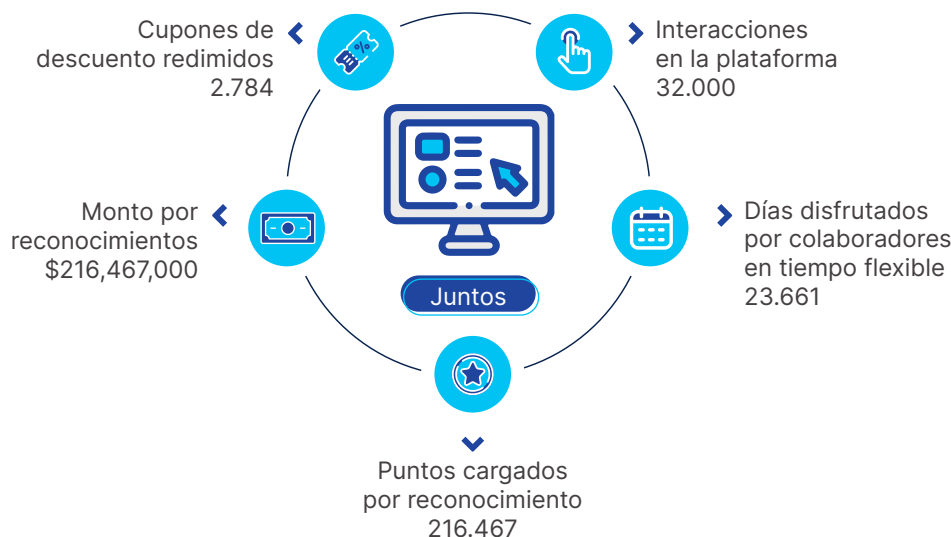 Cupones de
descuento redimidos
2.784
Interacciones
en la plataforma
32.000
Monto por
reconocimientos
$216,467,000
Días disfrutados
por colaboradores
en tiempo flexible
23.661
Juntos
Puntos cargados
por reconocimiento
216.467
%